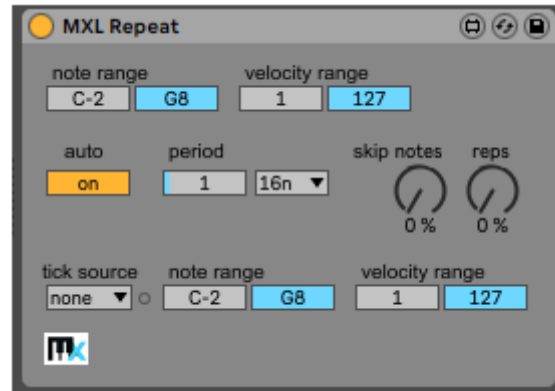 MXL Repeat
note range velocity range
C-2 G8 1 127
auto period skip notes reps
on 1 16n
0 % 0 %
tick source note range velocity range
none C-2 G8 1 127
Mx